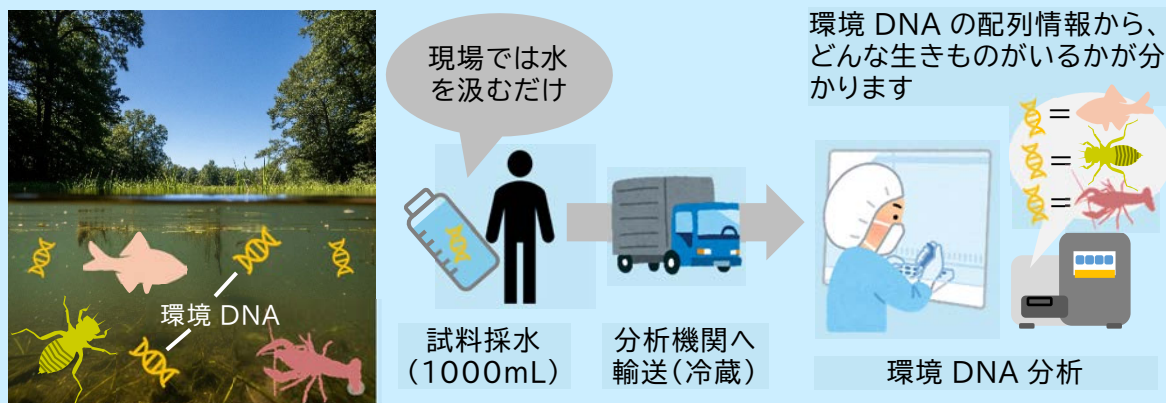 環境 DNA
現場では水
を汲むだけ
試料採水
(1000mL)
分析機関へ
輸送(冷蔵)
環境 DNA の配列情報から、
どんな生きものがいるかが分
かります
=
=
=
環境 DNA 分析